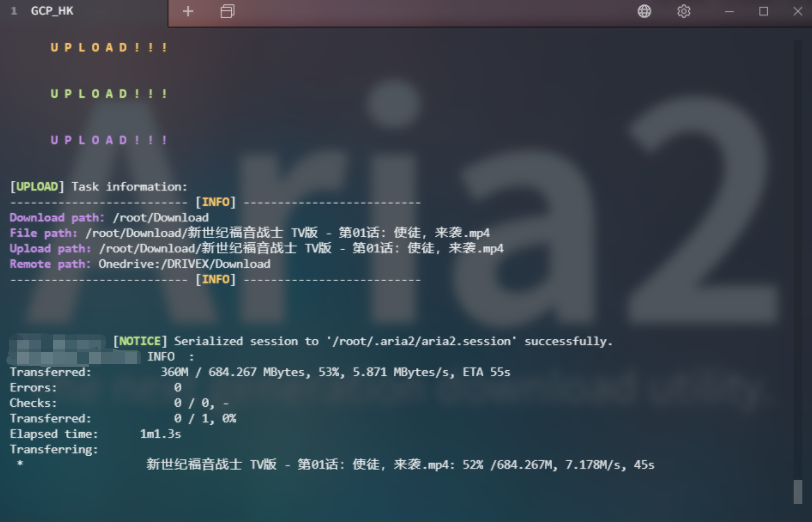 1 GCP_HK
U P L O A D ! ! !
U P L O A D ! ! !
U P L O A D ! ! !
[UPLOAD] Task information:
-------------------------- [INFO] --------------------------
Download path: /root/Download
File path: /root/Download/新世纪福音战士 TV版 - 第01话：使徒，来袭.mp4
Upload path: /root/Download/新世纪福音战士 TV版 - 第01话：使徒，来袭.mp4
Remote path: Onedrive:/DRIVEX/Download
-------------------------- [INFO] --------------------------
[NOTICE] Serialized session to '/root/.aria2/aria2.session' successfully.
INFO  :
Transferred: 360M / 684.267 MBytes, 53%, 5.871 MBytes/s, ETA 55s
Errors: 0
Checks: 0 / 0, -
Transferred: 0 / 1, 0%
Elapsed time: 1m1.3s
Transferring:
* 新世纪福音战士 TV版 - 第01话：使徒，来袭.mp4: 52% /684.267M, 7.178M/s, 45s
Aria2
generation download utility.